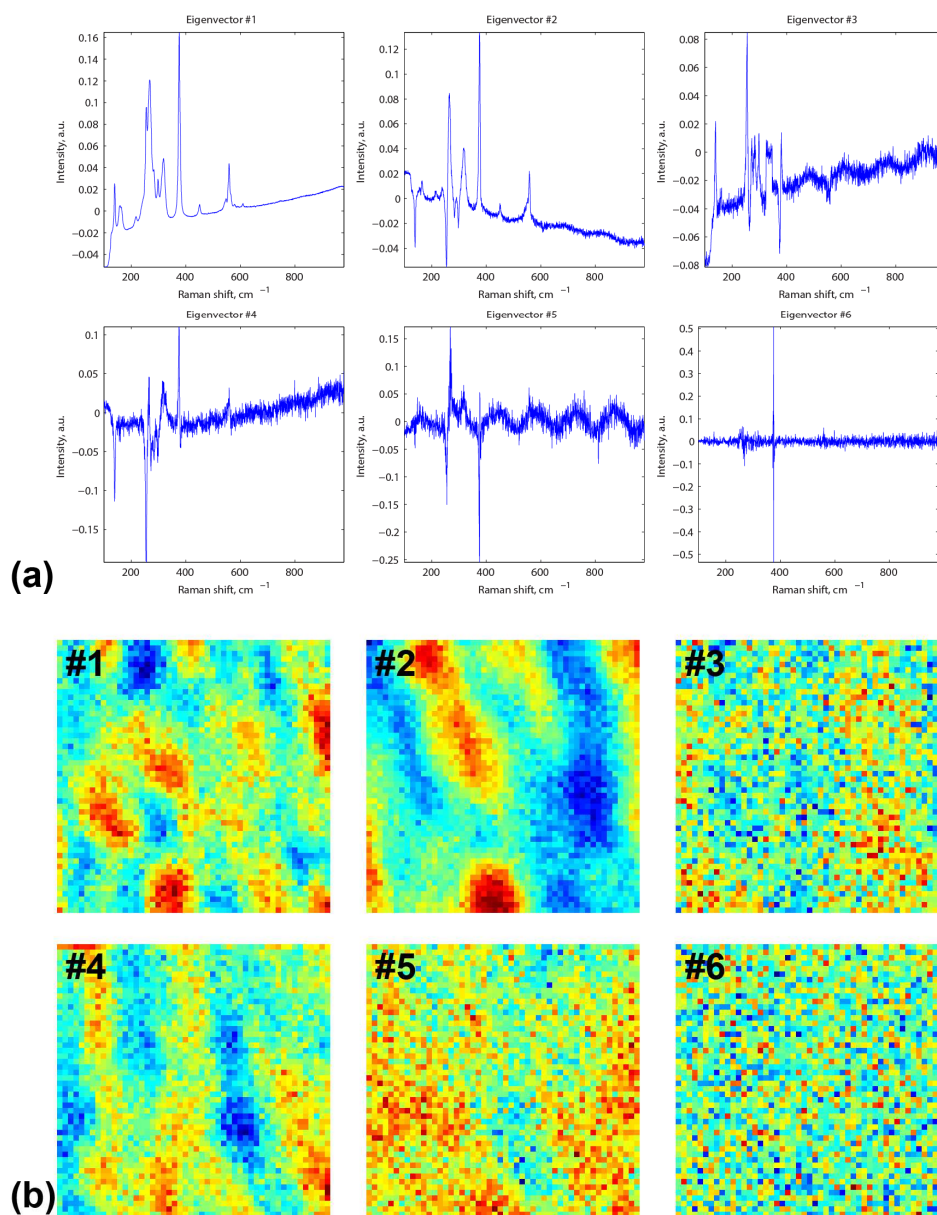 Eigenvector #1
Eigenvector #2
Eigenvector #3
Intensity, a.u.
0.16
0.14
0.12
0.1
0.08
0.06
0.04
0.02
0
−0.02
−0.04
200 400 600 800
Raman shift, cm −1
Intensity, a.u.
0.12
0.1
0.08
0.06
0.04
0.02
0
0.02
0.04
200 400 600 800
Raman shift, cm −1
Intensity, a.u.
0.08
0.06
0.04
0.02
0
−0.02
−0.04
−0.06
−0.08
200 400 600 800
Raman shift, cm −1
Eigenvector #4
Eigenvector #5
Eigenvector #6
Intensity, a.u.
0.1
0.05
0
−0.05
−0.1
−0.15
200 400 600 800
Raman shift, cm −1
Intensity, a.u.
0.15
0.1
0.05
0
−0.05
−0.1
−0.15
−0.2
−0.25
200 400 600 800
Raman shift, cm −1
Intensity, a.u.
0.5
0.4
0.3
0.2
0.1
0
−0.1
−0.2
−0.3
−0.4
−0.5
200 400 600 800
Raman shift, cm −1
(a)
#1
#2
#3
#4
#5
#6
(b)